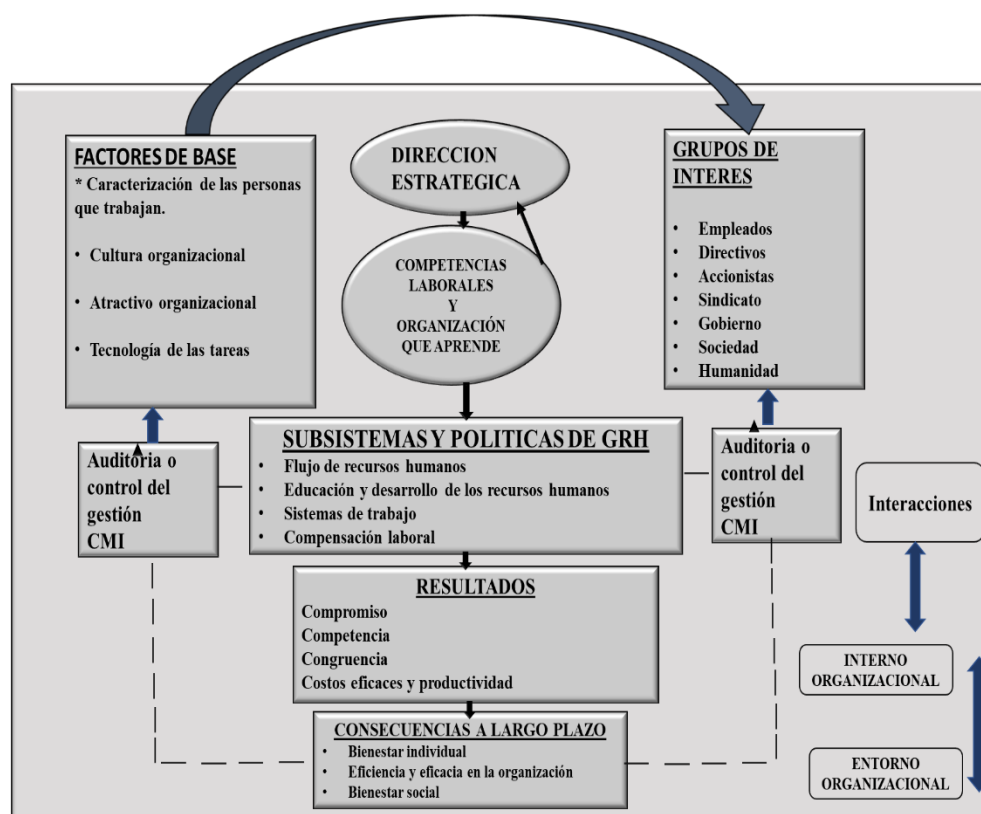 FACTORES DE BASE
* Caracterización de las personas
que trabajan.
• Cultura organizacional
• Atractivo organizacional
• Tecnología de las tareas
DIRECCION
ESTRATEGICA
COMPETENCIAS
LABORALES
Y
ORGANIZACIÓN
QUE APRENDE
GRUPOS DE
INTERES
• Empleados
• Directivos
• Accionistas
• Sindicato
• Gobierno
• Sociedad
• Humanidad
Auditoria o
control del
gestión
CMI
SUBSISTEMAS Y POLITICAS DE GRH
• Flujo de recursos humanos
• Educación y desarrollo de los recursos humanos
• Sistemas de trabajo
• Compensación laboral
Auditoria o
control del
gestión
CMI
Interacciones
RESULTADOS
Compromiso
Competencia
Congruencia
Costos eficaces y productividad
INTERNO
ORGANIZACIONAL
CONSECUENCIAS A LARGO PLAZO
• Bienestar individual
• Eficiencia y eficacia en la organización
• Bienestar social
ENTORNO
ORGANIZACIONAL